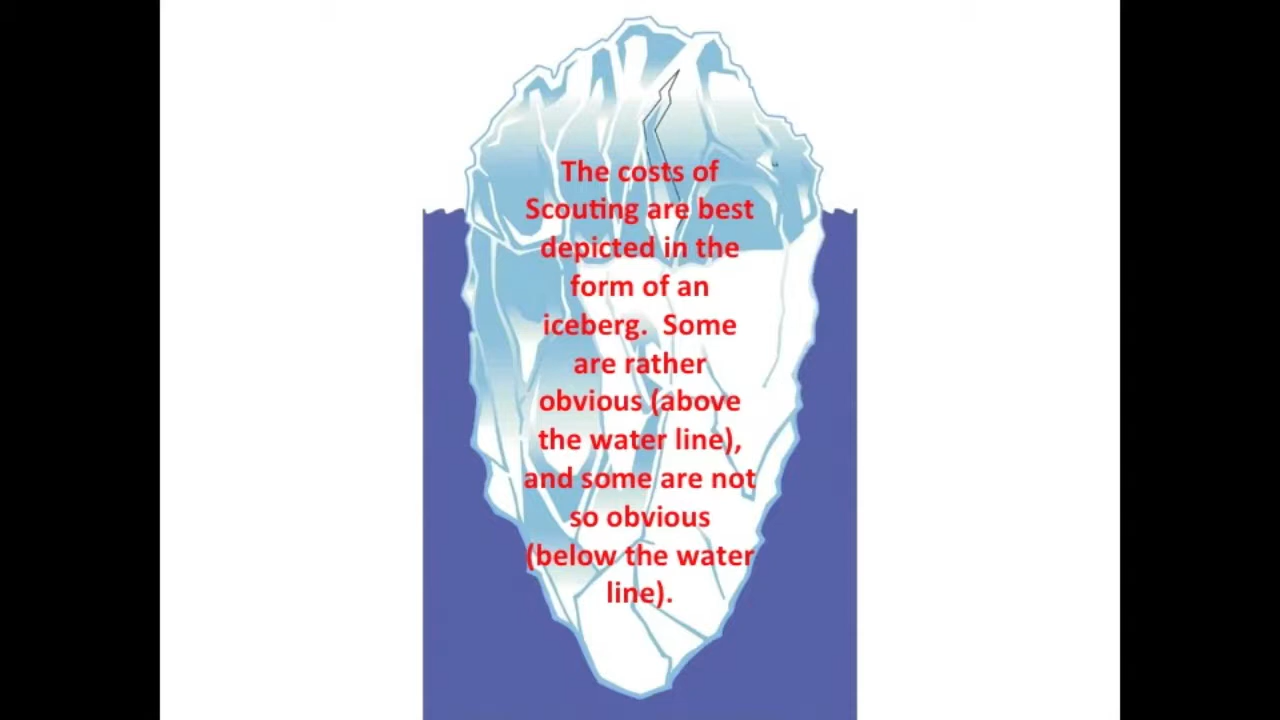 The costs of
Scouting are best
depicted in the
form of an
iceberg.  Some
are rather
obvious (above
the water line),
and some are not
so obvious
(below the water
line).